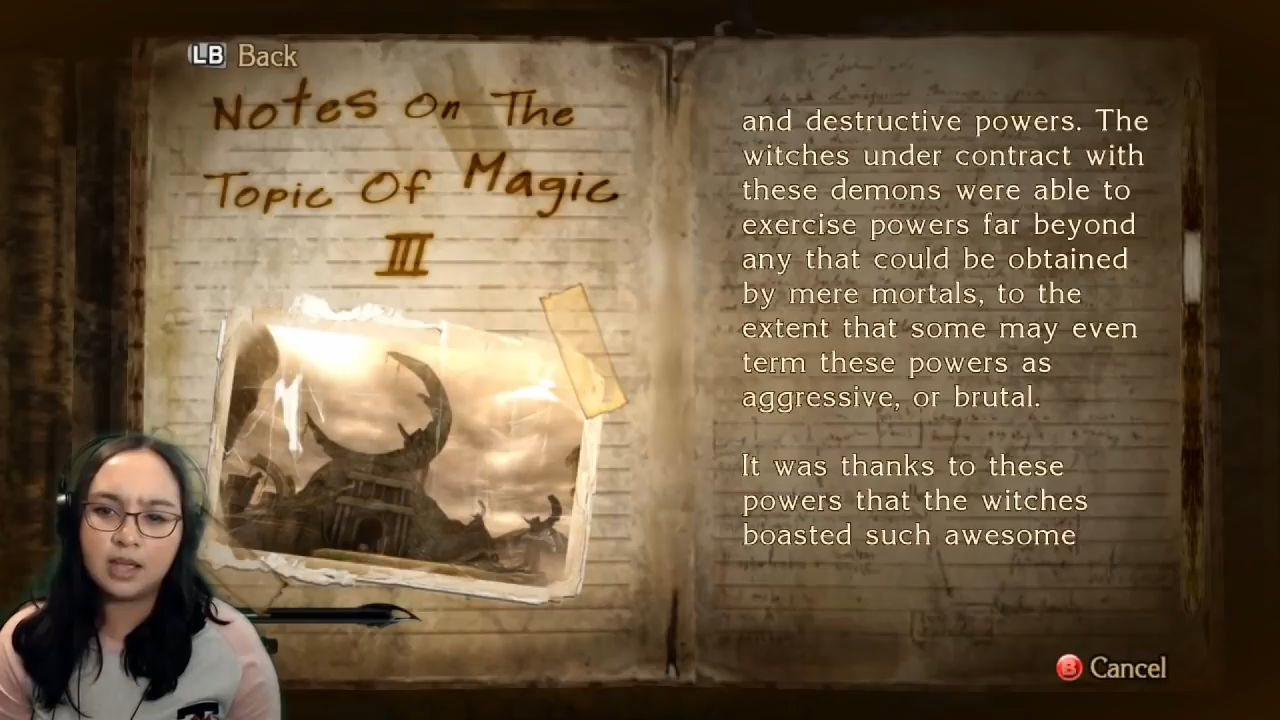 LB Back
Notes On The
Topic Of Magic
III
and destructive powers. The
witches under contract with
these demons were able to
exercise powers far beyond
any that could be obtained
by mere mortals, to the
extent that some may even
term these powers as
aggressive, or brutal.
It was thanks to these
powers that the witches
boasted such awesome
B Cancel